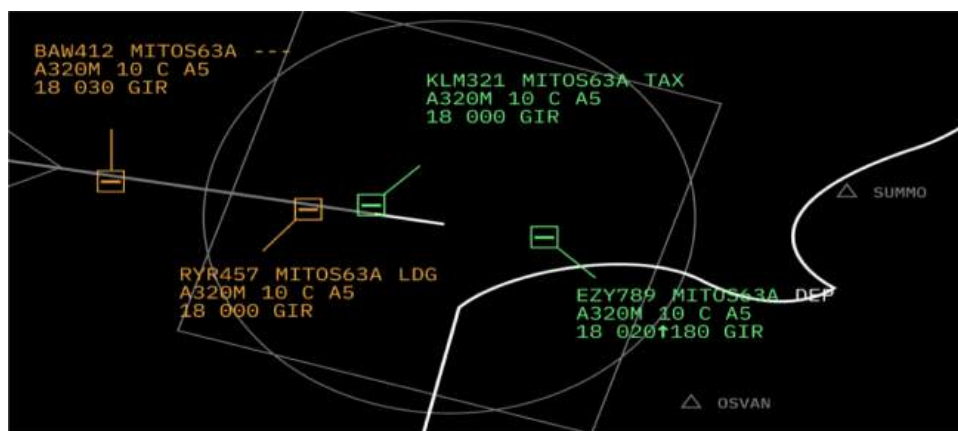 BAW412 MITOS63A ---
A320M 10 C A5
18 030 GIR
KLM321 MITOS63A TAX
A320M 10 C A5
18 000 GIR
SUMMO
RYR457 MITOS63A LDG
A320M 10 C A5
18 000 GIR
EZY789 MITOS63A DEP
A320M 10 C A5
18 020↑180 GIR
OSVAN